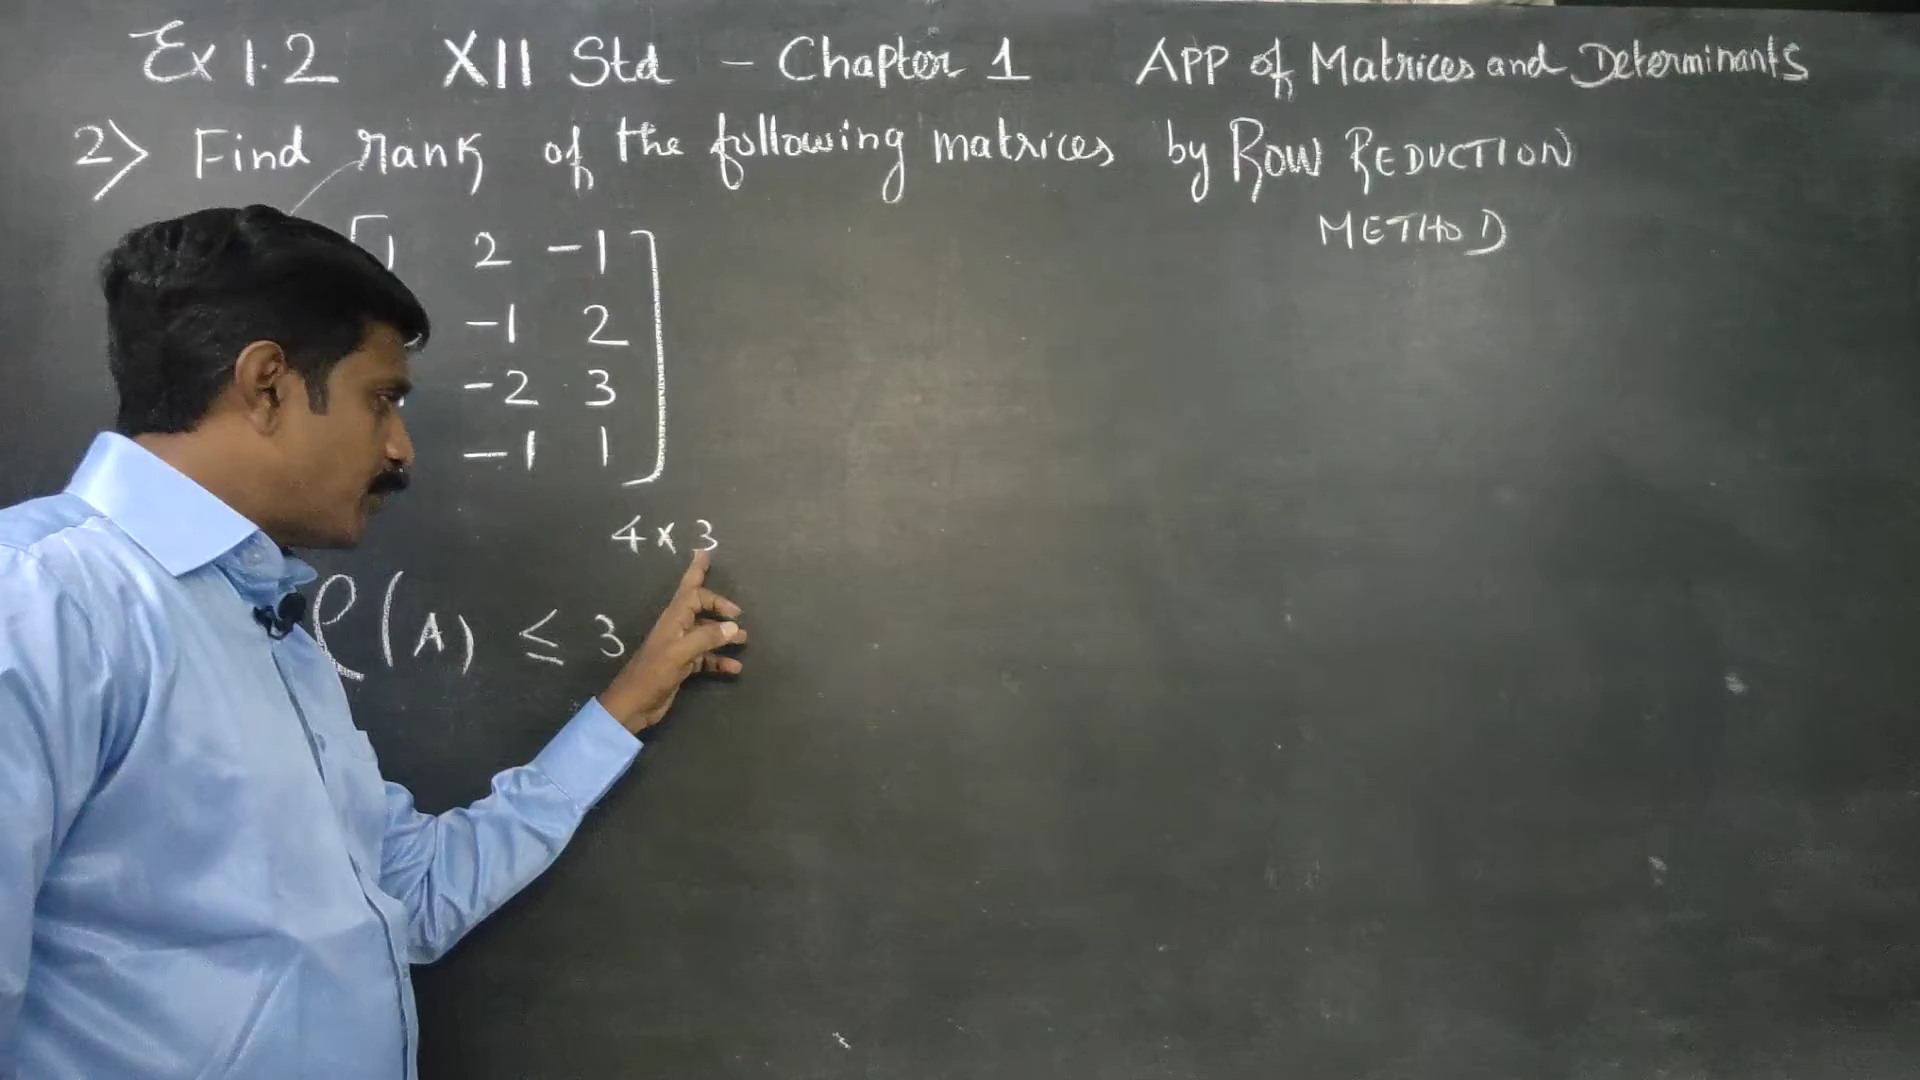 Ex 1.2 XII Std - Chapter 1 APP of Matrices and Determinants
2) Find rank of the following matrices by ROW REDUCTION
METHOD
1 2 -1
-1 2
-2 3
-1 1
4 × 3
ρ(A) ≤ 3